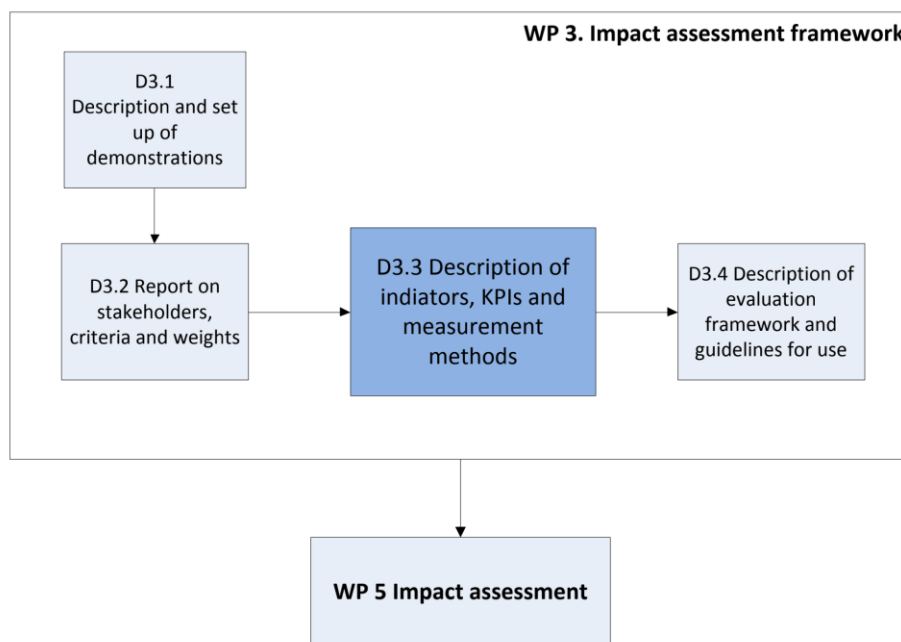 WP 3. Impact assessment framework
D3.1
Description and set
up of
demonstrations
D3.2 Report on
stakeholders,
criteria and weights
D3.3 Description of
indiators, KPIs and
measurement
methods
D3.4 Description of
evaluation
framework and
guidelines for use
WP 5 Impact assessment